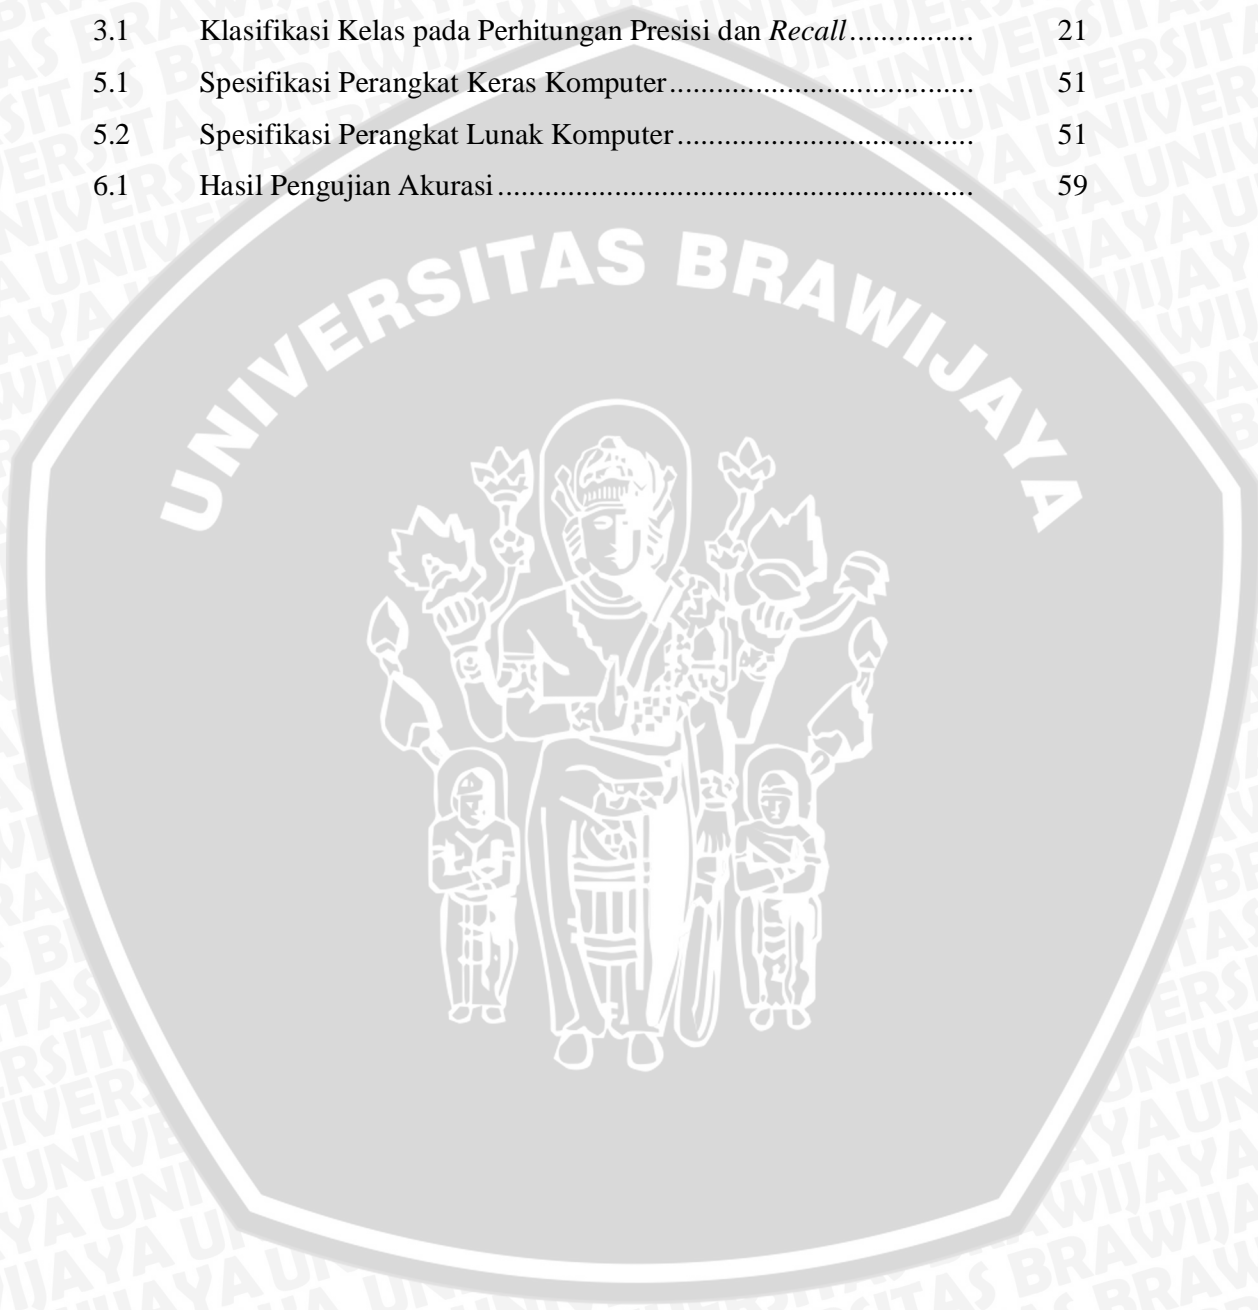 3.1 Klasifikasi Kelas pada Perhitungan Presisi dan Recall ................ 21
5.1 Spesifikasi Perangkat Keras Komputer ....................................... 51
5.2 Spesifikasi Perangkat Lunak Komputer ...................................... 51
6.1 Hasil Pengujian Akurasi ............................................................. 59
UNIVERSITAS BRAWIJAYA